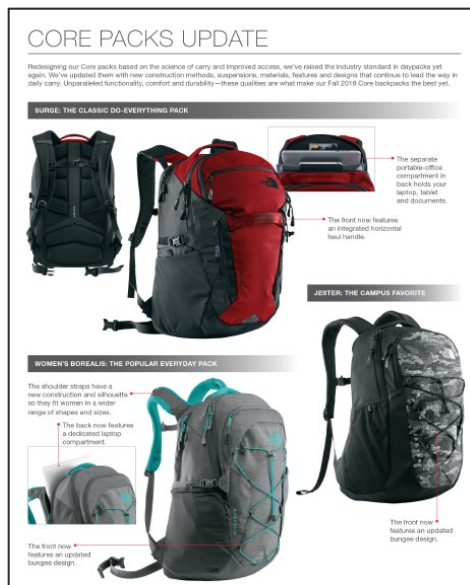 CORE PACKS UPDATE
Redesigning our Core packs based on the science of carry and improved access, we've raised the industry standard in daypacks yet
again. We've updated them with new construction methods, suspensions, materials, features and designs that continue to lead the way in
daily carry. Unparalleled functionality, comfort and durability—these qualities are what make our Fall 2018 Core backpacks the best yet.
SURGE: THE CLASSIC DO-EVERYTHING PACK
The separate
portable-office
compartment in
back holds your
laptop, tablet
and documents.
The front now features
an integrated horizontal
haul handle.
JESTER: THE CAMPUS FAVORITE
WOMEN'S BOREALIS: THE POPULAR EVERYDAY PACK
The shoulder straps have a
new construction and silhouette
so they fit women in a wider
range of shapes and sizes.
The back now features
a dedicated laptop
compartment.
The front now
features an updated
bungee design.
The front now
features an updated
bungee design.